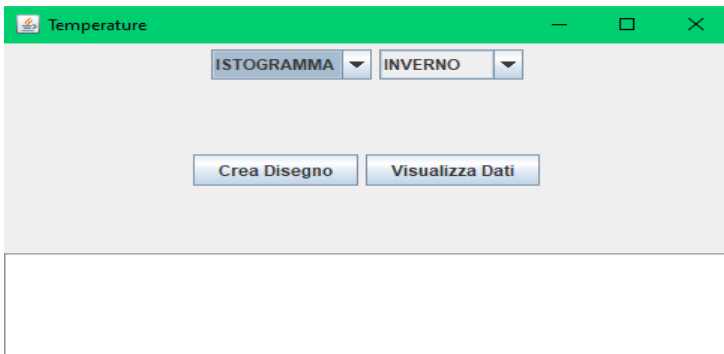 Temperature
ISTOGRAMMA INVERNO
Crea Disegno Visualizza Dati